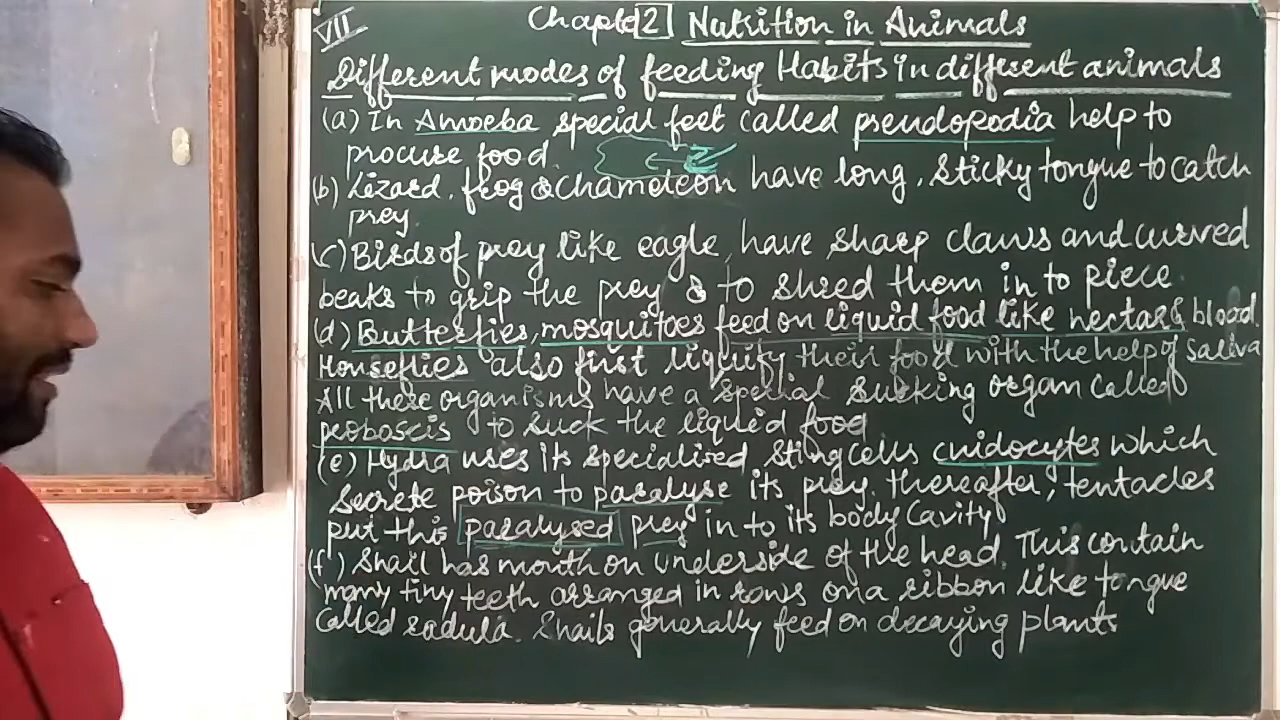 VII
Chapte 2 Nutrition in Animals
Different modes of feeding Habits in different animals
(a) In Amoeba special feet called pseudopodia help to
procure food.
(b) Lizard, frog & Chameleon have long, sticky tongue to catch
prey.
(c) Birds of prey like eagle, have sharp claws and curved
beaks to grip the prey & to shred them in to piece.
(d) Butterfies, mosquitoes feed on liquid food like nectar & blood.
Houseflies also first liquify their food with the help of Saliva
All these organisms have a special sucking organ called
proboscis to suck the liquid food
(e) Hydra uses its specialised sting cells cnidocytes which
secrete poison to paralyse its prey. thereafter, tentacles
put this paralysed prey in to its body cavity
(f) Snail has mouth on underside of the head. This contain
many tiny teeth arranged in rows on a ribbon like tongue
called radula. Snails generally feed on decaying plants